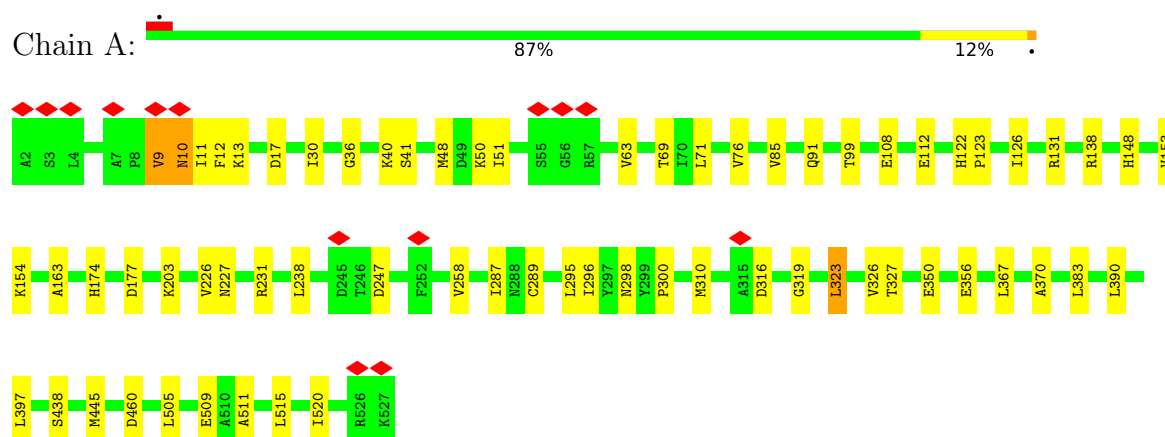 Chain A:
87%
12%
A2 S3 L4 A7 P8 V9 N10 I11 F12 K13 D17 I30 G36 K40 S41 M48 D49 K50 I51 S55 G56 R57 V63 T69 I70 L71 V76 V85 Q91 T99 E108 E112 H122 P123 I126 R131 R138 H148
K154 A163 H174 D177 K203 V226 N227 R231 L238 D245 T246 D247 F252 V258 I287 N288 C289 L295 I296 Y297 N298 Y299 P300 M310 A315 D316 G319 L323 V326 T327 E350 E356 L367 A370 L383 L390
L397 S438 M445 D460 L505 E509 A510 A511 L515 I520 R526 K527